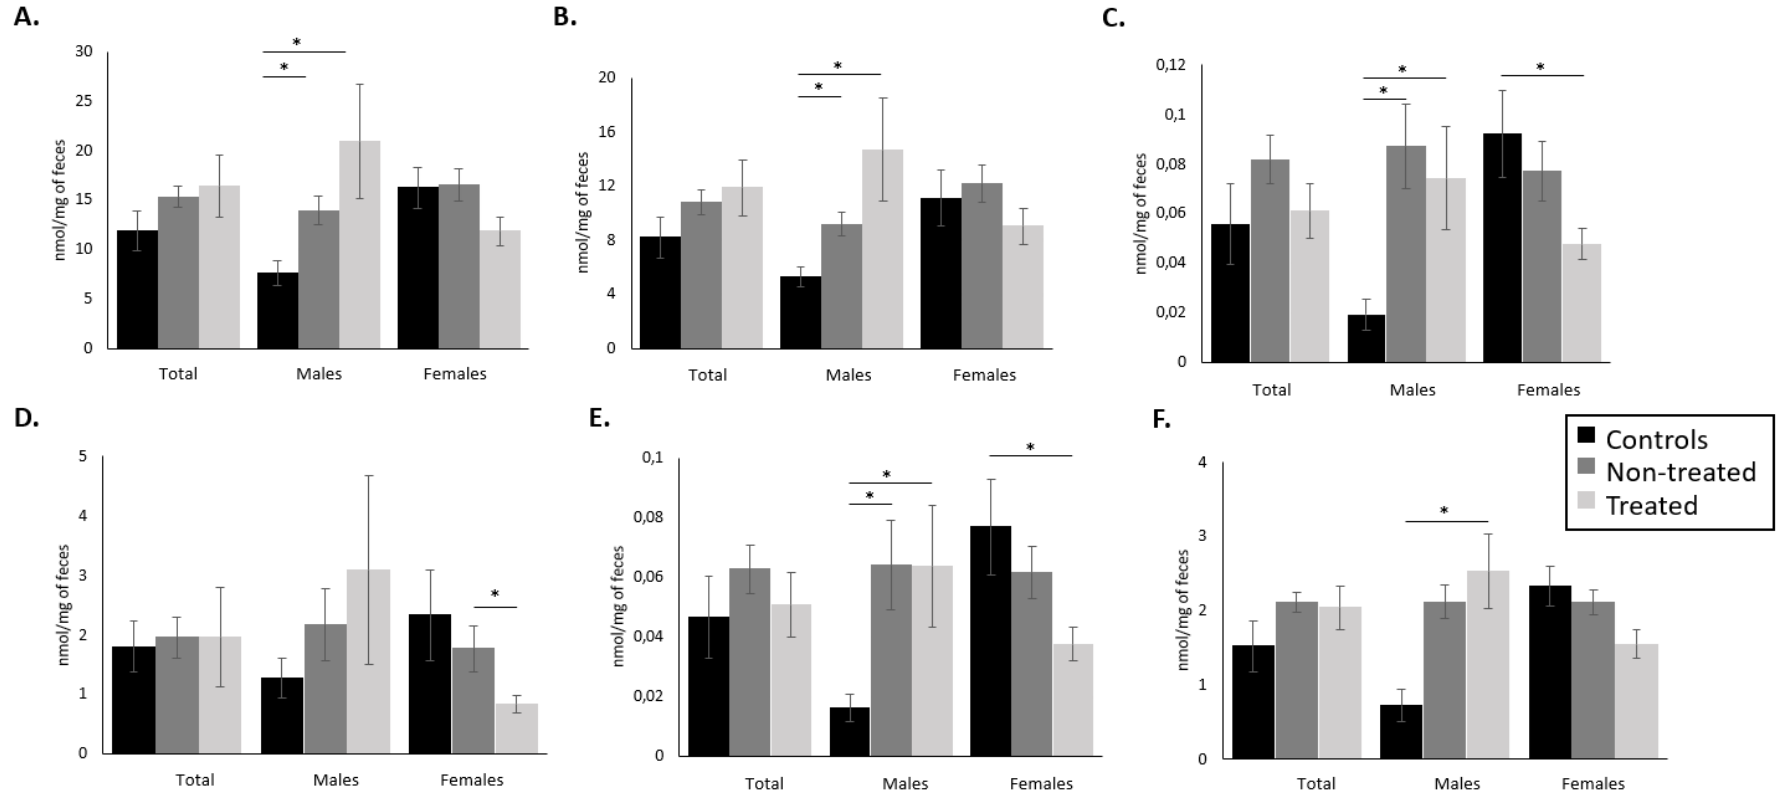 A.
nmol/mg of feces
30
25
20
15
10
5
0
*
*
Total Males Females
B.
nmol/mg of feces
20
16
12
8
4
0
*
*
Total Males Females
C.
nmol/mg of feces
0,12
0,1
0,08
0,06
0,04
0,02
0
*
*
*
Total Males Females
D.
nmol/mg of feces
5
4
3
2
1
0
*
Total Males Females
E.
nmol/mg of feces
0,1
0,08
0,06
0,04
0,02
0
*
*
*
Total Males Females
F.
nmol/mg of feces
4
3
2
1
0
*
Total Males Females
Controls
Non-treated
Treated